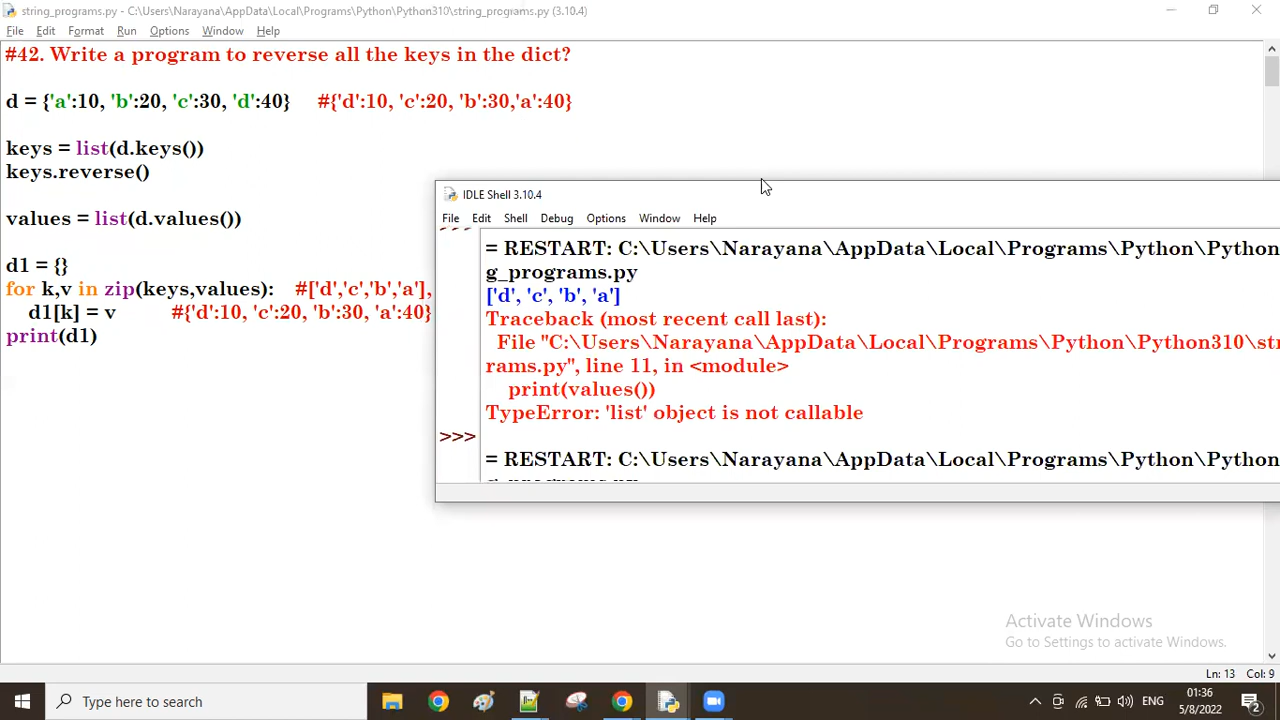 string_programs.py - C:\Users\Narayana\AppData\Local\Programs\Python\Python310\string_programs.py (3.10.4)
File Edit Format Run Options Window Help
#42. Write a program to reverse all the keys in the dict?
d = {'a':10, 'b':20, 'c':30, 'd':40} #{'d':10, 'c':20, 'b':30,'a':40}
keys = list(d.keys())
keys.reverse()
values = list(d.values())
d1 = {}
for k,v in zip(keys,values): #['d','c','b','a'],
d1[k] = v #{'d':10, 'c':20, 'b':30, 'a':40}
print(d1)
IDLE Shell 3.10.4
File Edit Shell Debug Options Window Help
= RESTART: C:\Users\Narayana\AppData\Local\Programs\Python\Python
g_programs.py
['d', 'c', 'b', 'a']
Traceback (most recent call last):
File "C:\Users\Narayana\AppData\Local\Programs\Python\Python310\str
rams.py", line 11, in <module>
print(values())
TypeError: 'list' object is not callable
>>>
= RESTART: C:\Users\Narayana\AppData\Local\Programs\Python\Python
Activate Windows
Go to Settings to activate Windows.
Ln: 13 Col: 9
Type here to search
ENG
01:36
5/8/2022
2